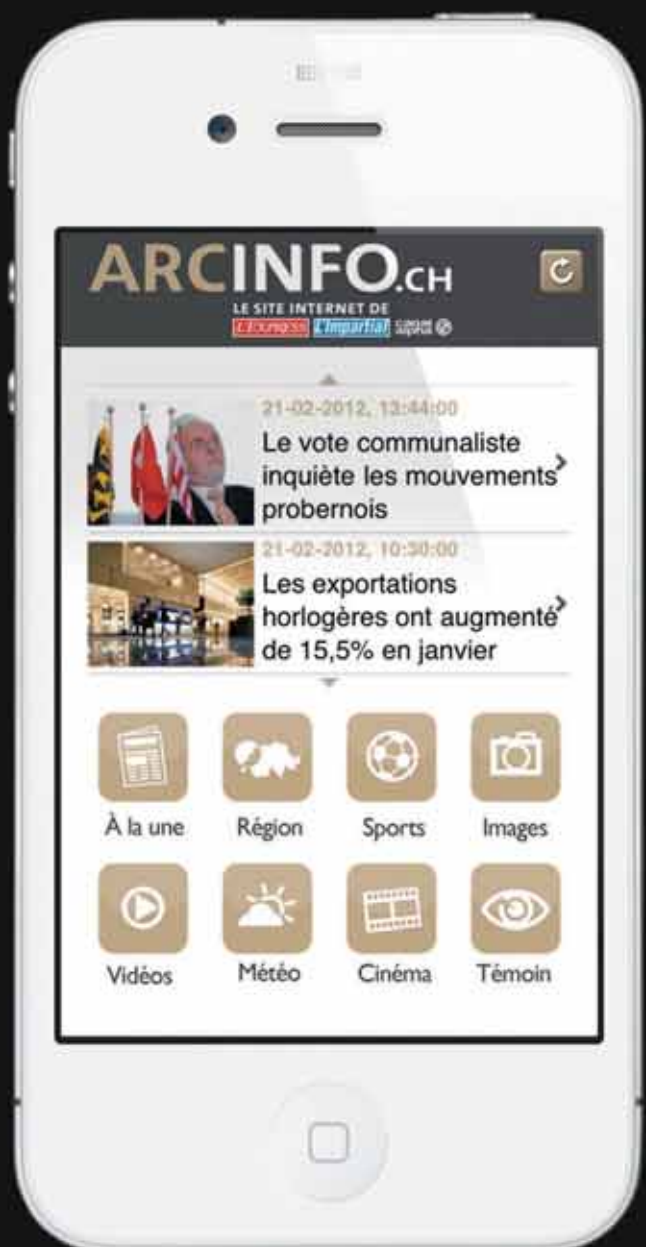 ARCINFO.CH
LE SITE INTERNET DE
L'EXPRESS L'Impartial
21-02-2012, 13:44:00
Le vote communaliste
inquiète les mouvements
probernois
21-02-2012, 10:30:00
Les exportations
horlogères ont augmenté
de 15,5% en janvier
À la une Région Sports Images
Vidéos Météo Cinéma Témoin